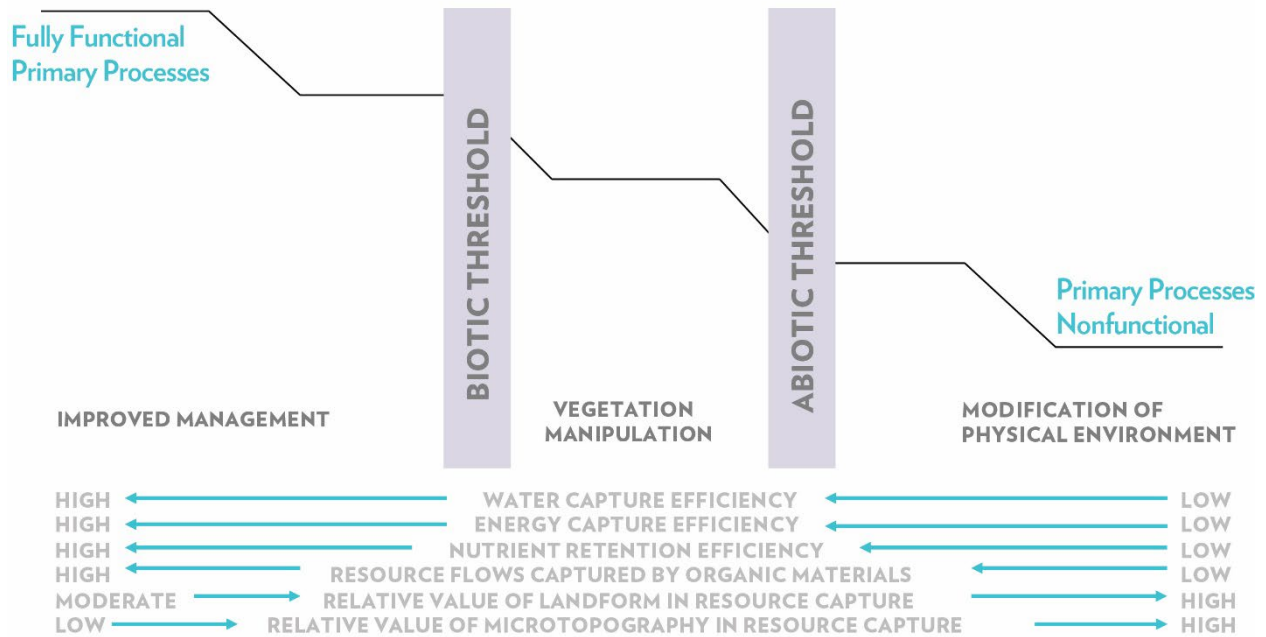 Fully Functional
Primary Processes
BIOTIC THRESHOLD
ABIOTIC THRESHOLD
Primary Processes
Nonfunctional
IMPROVED MANAGEMENT
VEGETATION
MANIPULATION
MODIFICATION OF
PHYSICAL ENVIRONMENT
HIGH WATER CAPTURE EFFICIENCY LOW
HIGH ENERGY CAPTURE EFFICIENCY LOW
HIGH NUTRIENT RETENTION EFFICIENCY LOW
HIGH RESOURCE FLOWS CAPTURED BY ORGANIC MATERIALS LOW
MODERATE RELATIVE VALUE OF LANDFORM IN RESOURCE CAPTURE HIGH
LOW RELATIVE VALUE OF MICROTOPOGRAPHY IN RESOURCE CAPTURE HIGH